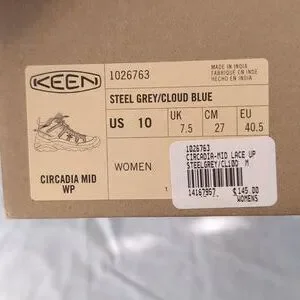 KEEN
1026763
MADE IN INDIA
FABRIQUÉ EN INDE
HECHO EN INDIA
STEEL GREY/CLOUD BLUE
US 10
UK 7.5
CM 27
EU 40.5
WOMEN
CIRCADIA MID
WP
1026763
CIRCADIA-MID LACE UP
STEELGREY/CL10D M
14167957 $145.00
WOMENS